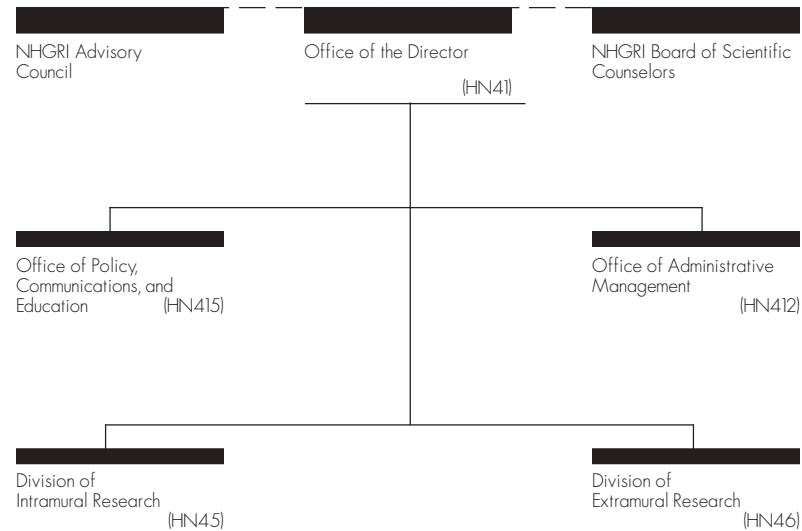 NHGRI Advisory
Council
Office of the Director
(HN41)
NHGRI Board of Scientific
Counselors
Office of Policy,
Communications, and
Education (HN415)
Office of Administrative
Management
(HN412)
Division of
Intramural Research
(HN45)
Division of
Extramural Research
(HN46)